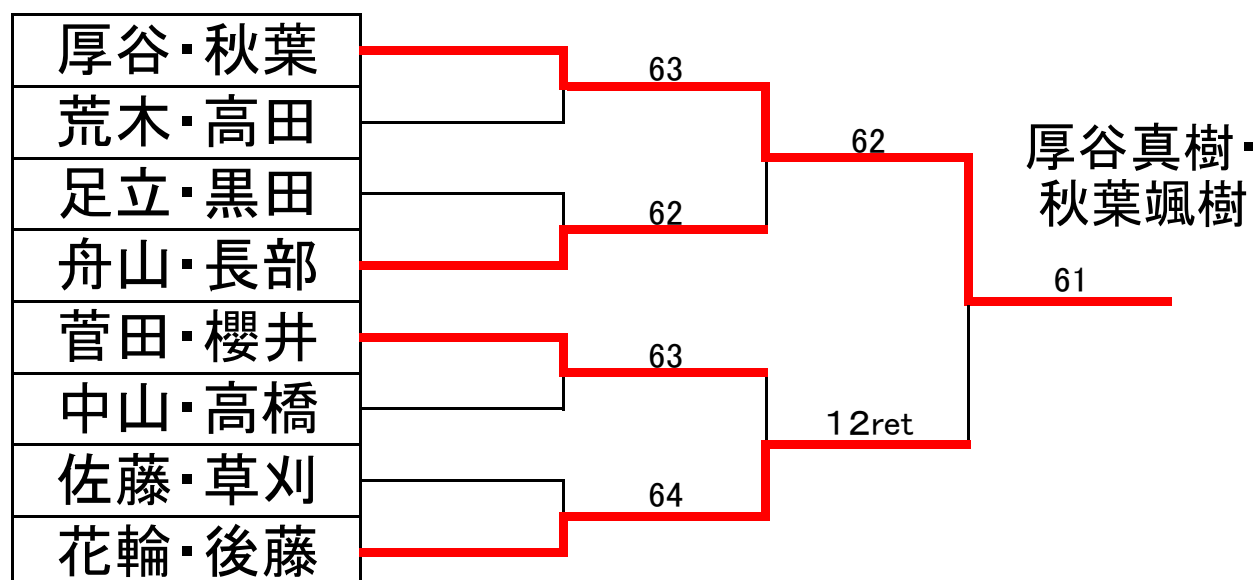 厚谷・秋葉
荒木・高田
足立・黒田
舟山・長部
菅田・櫻井
中山・高橋
佐藤・草刈
花輪・後藤
63
62
63
64
62
12ret
61
厚谷真樹・
秋葉颯樹